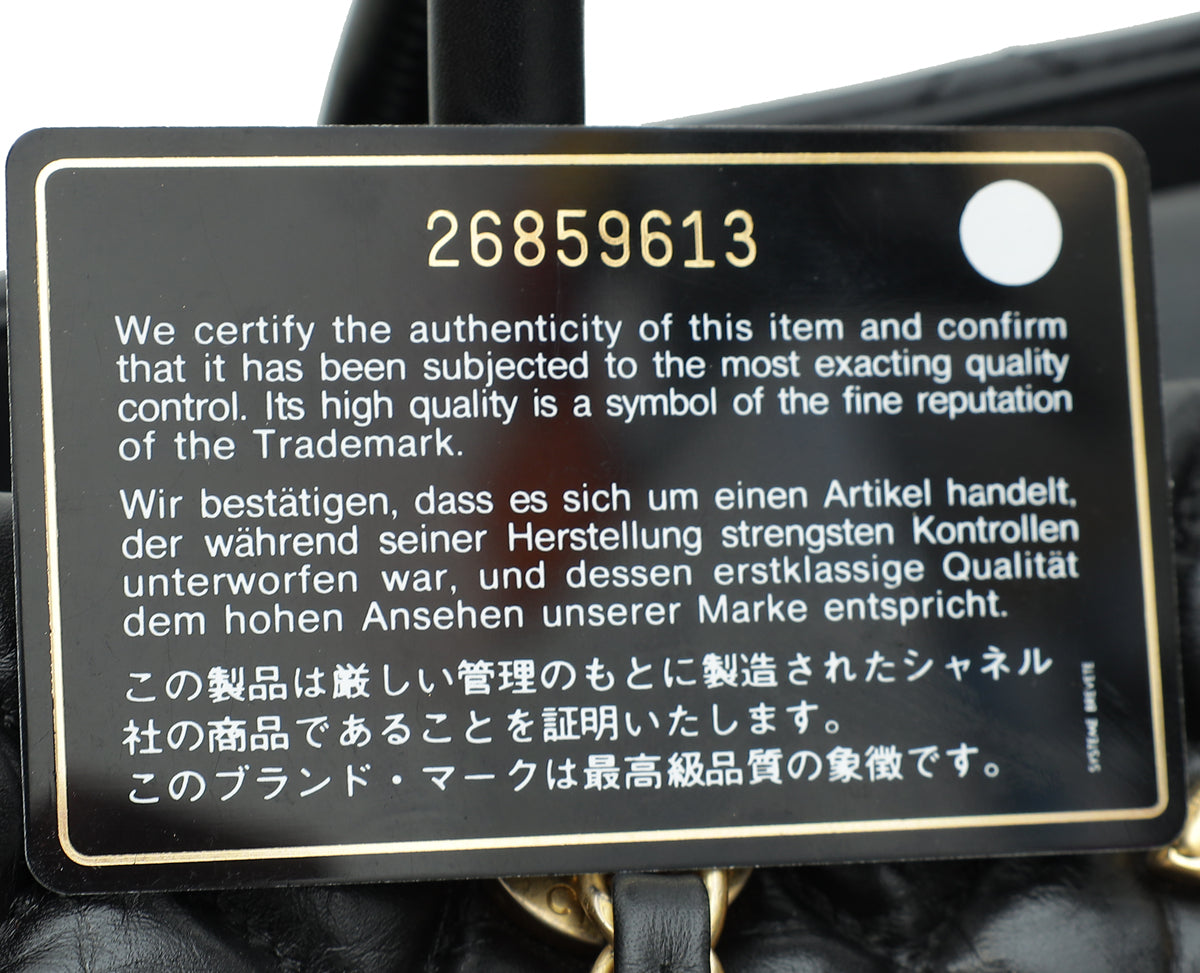 26859613
We certify the authenticity of this item and confirm
that it has been subjected to the most exacting quality
control. Its high quality is a symbol of the fine reputation
of the Trademark.
Wir bestätigen, dass es sich um einen Artikel handelt,
der während seiner Herstellung strengsten Kontrollen
unterworfen war, und dessen erstklassige Qualität
dem hohen Ansehen unserer Marke entspricht.
この製品は厳しい管理のもとに製造されたシャネル
社の商品であることを証明いたします。
このブランド・マークは最高級品質の象徴です。
SYSTEME BREVETE
C